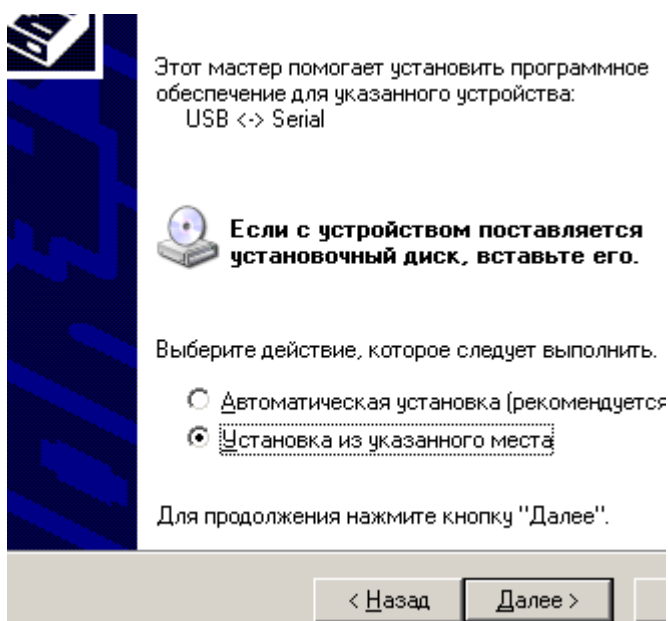 Этот мастер помогает установить программное
обеспечение для указанного устройства:
USB <-> Serial
Если с устройством поставляется
установочный диск, вставьте его.
Выберите действие, которое следует выполнить.
Автоматическая установка (рекомендуется
Установка из указанного места
Для продолжения нажмите кнопку "Далее".
< Назад Далее >